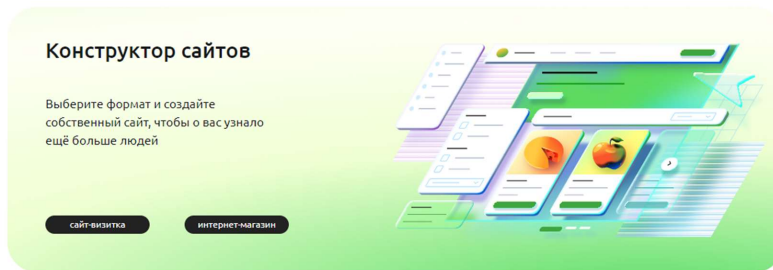 Конструктор сайтов
Выберите формат и создайте
собственный сайт, чтобы о вас узнало
ещё больше людей
сайт-визитка
интернет-магазин